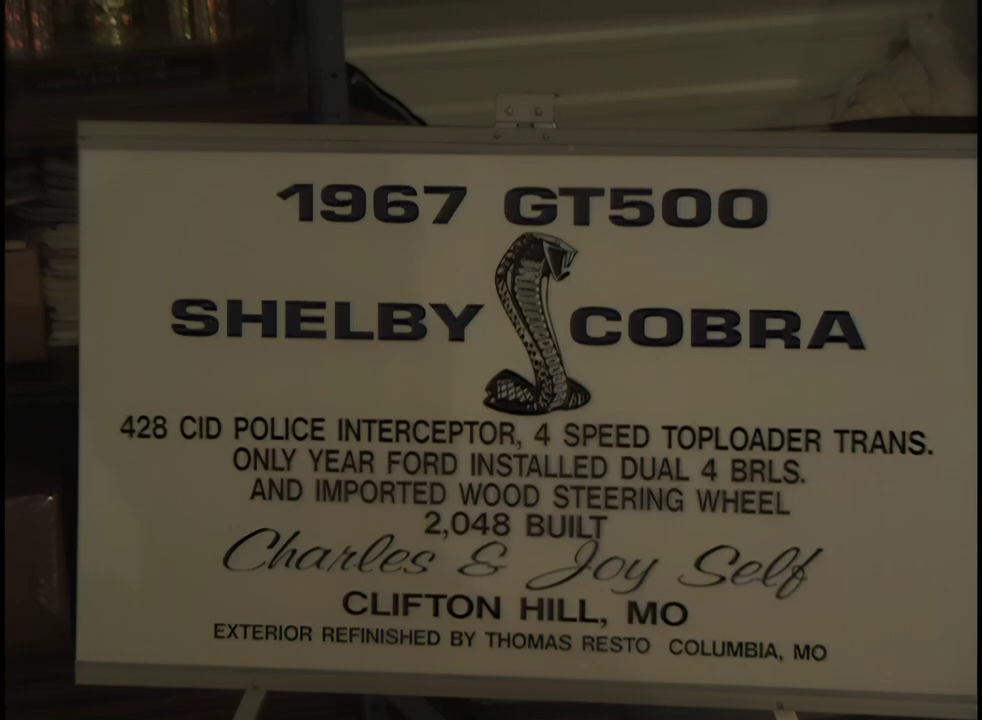 1967 GT500
SHELBY COBRA
428 CID POLICE INTERCEPTOR, 4 SPEED TOPLOADER TRANS.
ONLY YEAR FORD INSTALLED DUAL 4 BRLS.
AND IMPORTED WOOD STEERING WHEEL
2,048 BUILT
Charles & Joy Self
CLIFTON HILL, MO
EXTERIOR REFINISHED BY THOMAS RESTO COLUMBIA, MO